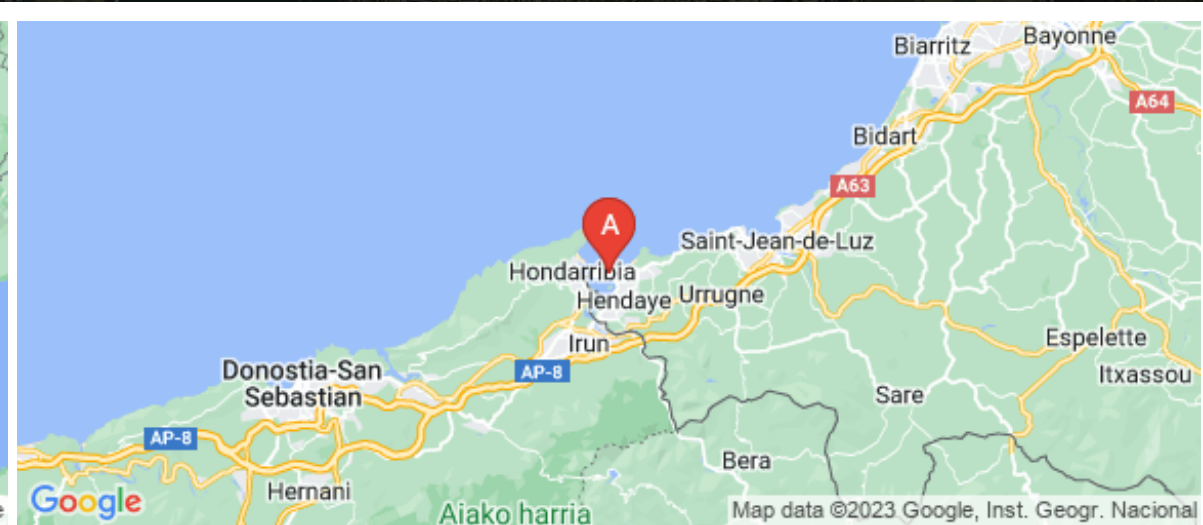 Biarritz
Bayonne
A64
Bidart
A63
A
Saint-Jean-de-Luz
Hondarribia
Hendaye
Urrugne
Irun
Espelette
Donostia-San
Sebastian
AP-8
Itxassou
Sare
AP-8
Bera
Hernani
Google
Aiako harria
Map data ©2023 Google, Inst. Geogr. Nacional